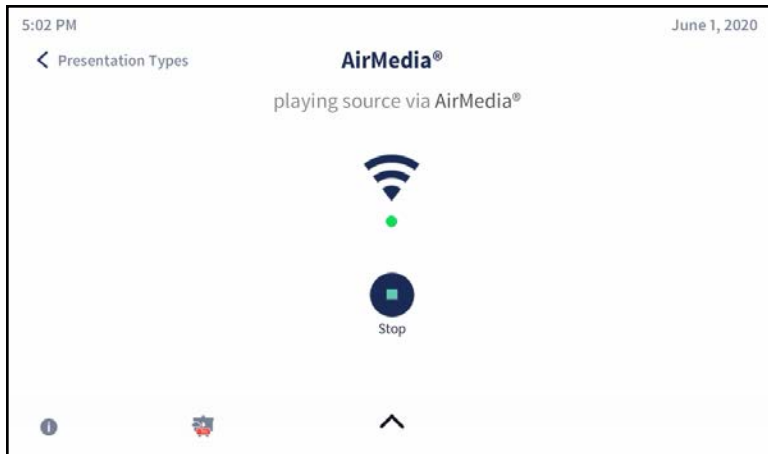 5:02 PM
June 1, 2020
Presentation Types
AirMedia®
playing source via AirMedia®
Stop